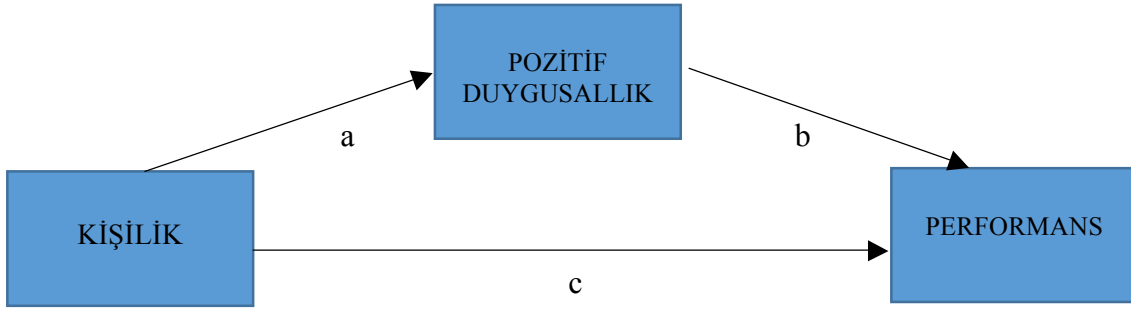 POZİTİF
DUYGUSALLIK
a
b
KİŞİLİK
PERFORMANS
c